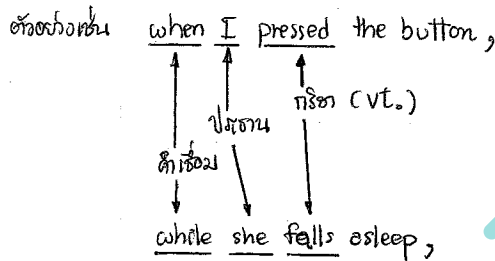 ตัวอย่างเช่น when I pressed the button,
กริยา (vt.)
ประธาน
คำเชื่อม
while she falls asleep,